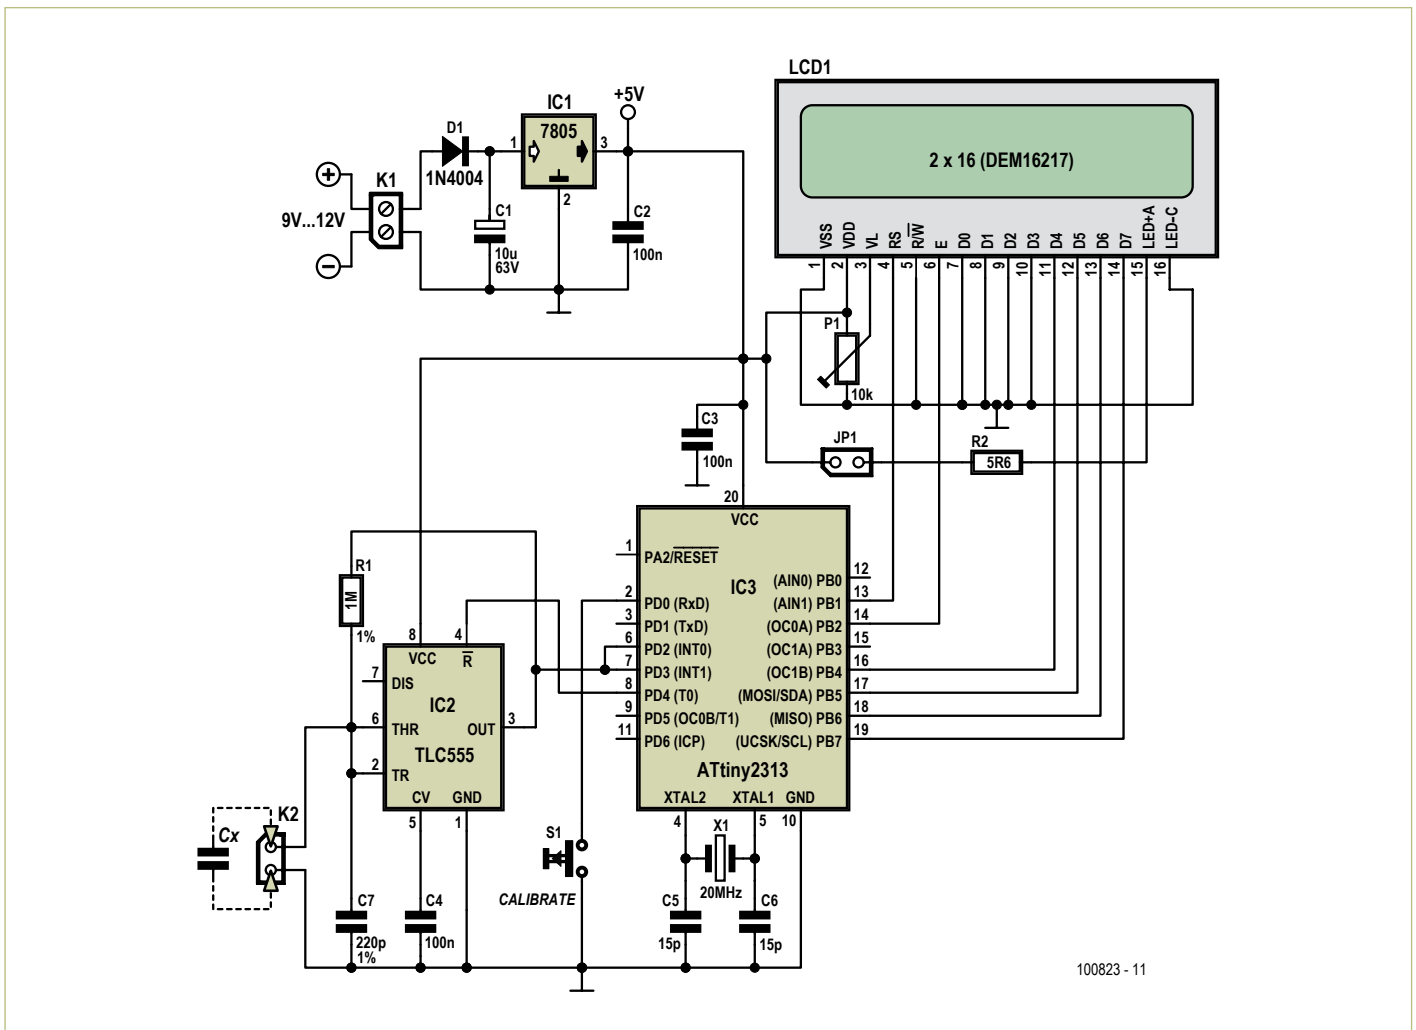 LCD1
2 x 16 (DEM16217)
VSS
VDD
VL
RS
R/W
E
D0
D1
D2
D3
D4
D5
D6
D7
LED+A
LED-C
1
2
3
4
5
6
7
8
9
10
11
12
13
14
15
16
+5V
IC1
7805
1
3
2
D1
1N4004
K1
+
9V...12V
–
C1
10u
63V
C2
100n
P1
10k
C3
100n
JP1
R2
5R6
R1
1M
1%
8
4
VCC
R
7
DIS
IC2
6
THR
OUT
3
TLC555
2
TR
CV
GND
5
1
K2
Cx
C7
220p
1%
C4
100n
S1
CALIBRATE
20
VCC
1
PA2/RESET
IC3
2
PD0 (RxD)
3
PD1 (TxD)
6
PD2 (INT0)
7
PD3 (INT1)
8
PD4 (T0)
9
PD5 (OC0B/T1)
11
PD6 (ICP)
(AIN0) PB0
12
(AIN1) PB1
13
(OC0A) PB2
14
(OC1A) PB3
15
(OC1B) PB4
16
(MOSI/SDA) PB5
17
(MISO) PB6
18
(UCSK/SCL) PB7
19
ATtiny2313
XTAL2
XTAL1
GND
4
5
10
X1
20MHz
C5
15p
C6
15p
100823 - 11